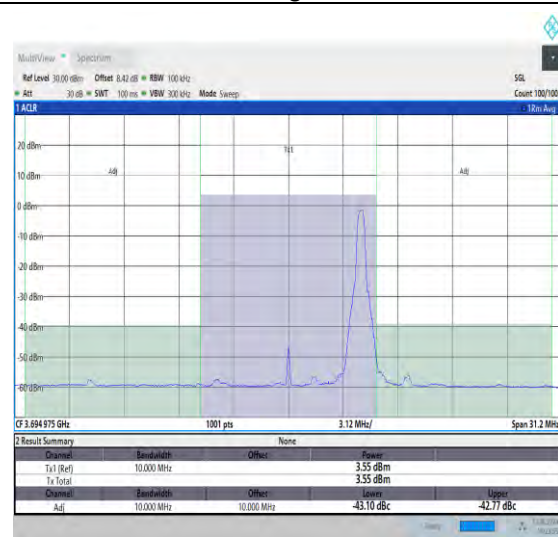 MultiView Spectrum
Ref Level 30.00 dBm Offset 8.42 dB RBW 100 kHz SGL
Att 30 dB SWT 100 ms VBW 300 kHz Mode Sweep Count 100/100
1 ACLR 1Rm Avg
Tx1
20 dBm
Adj Adj
10 dBm
0 dBm
-10 dBm
-20 dBm
-30 dBm
-40 dBm
-50 dBm
-60 dBm
CF 3.694 975 GHz 1001 pts 3.12 MHz/ Span 31.2 MHz
2 Result Summary None
Channel Bandwidth Offset Power
Tx1 (Ref) 10.000 MHz 3.55 dBm
Tx Total 3.55 dBm
Channel Bandwidth Offset Lower Upper
Adj 10.000 MHz 10.000 MHz -43.10 dBc -42.77 dBc
Ready